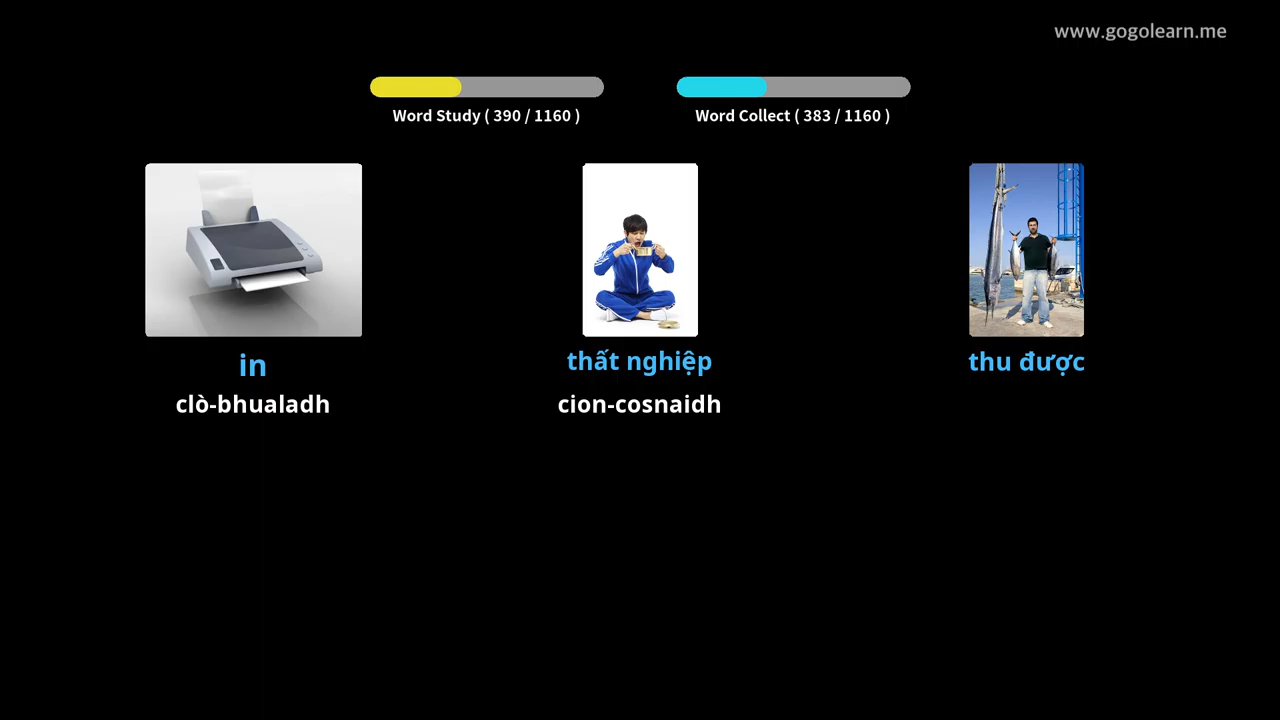 www.gogolearn.me
Word Study ( 390 / 1160 )
Word Collect ( 383 / 1160 )
in
thất nghiệp
thu được
clò-bhualadh
cion-cosnaidh